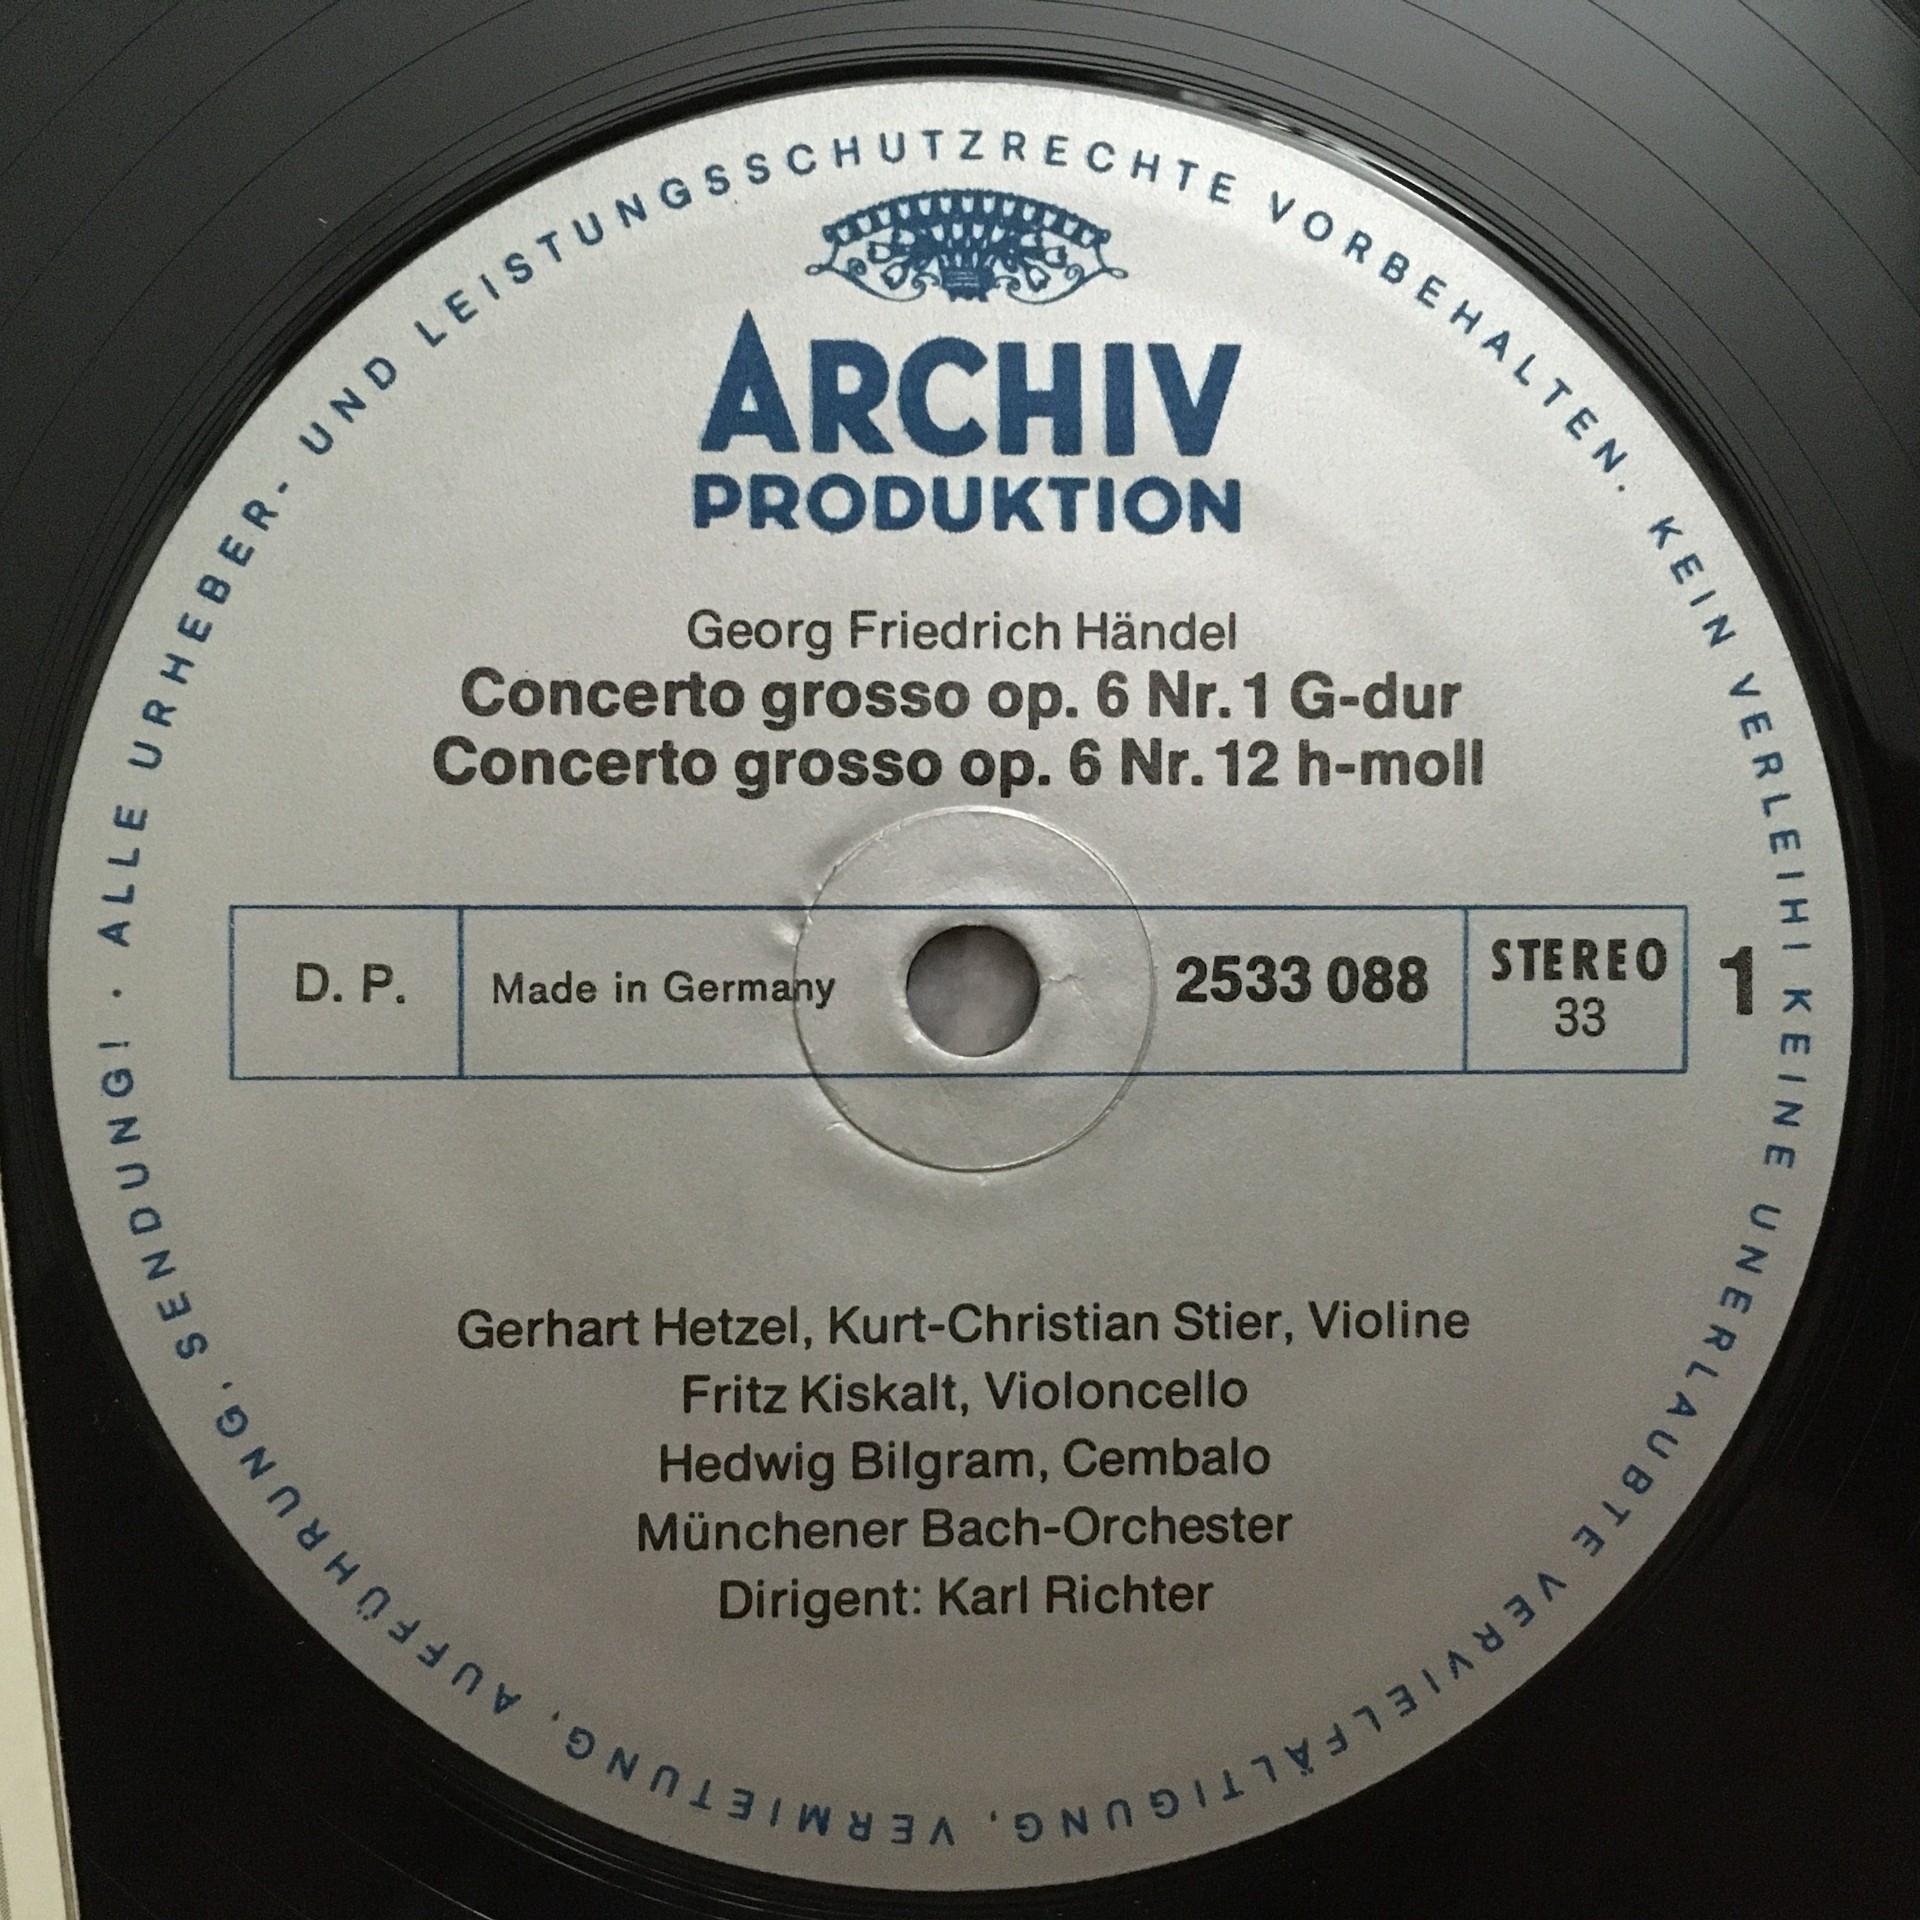 ALLE URHEBER- UND LEISTUNGSSCHUTZRECHTE VORBEHALTEN. KEIN VERLEIH! KEINE UNERLAUBTE VERVIELFÄLTIGUNG, VERMIETUNG, AUFFÜHRUNG, SENDUNG! ·
ARCHIV
PRODUKTION
Georg Friedrich Händel
Concerto grosso op. 6 Nr. 1 G-dur
Concerto grosso op. 6 Nr. 12 h-moll
D. P. Made in Germany 2533 088 STEREO 1
33
Gerhart Hetzel, Kurt-Christian Stier, Violine
Fritz Kiskalt, Violoncello
Hedwig Bilgram, Cembalo
Münchener Bach-Orchester
Dirigent: Karl Richter